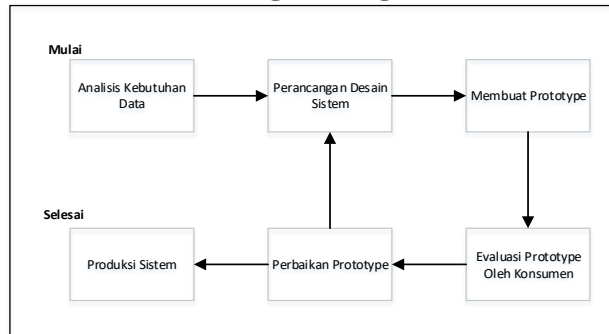 Mulai
Analisis Kebutuhan
Data
Perancangan Desain
Sistem
Membuat Prototype
Selesai
Produksi Sistem
Perbaikan Prototype
Evaluasi Prototype
Oleh Konsumen